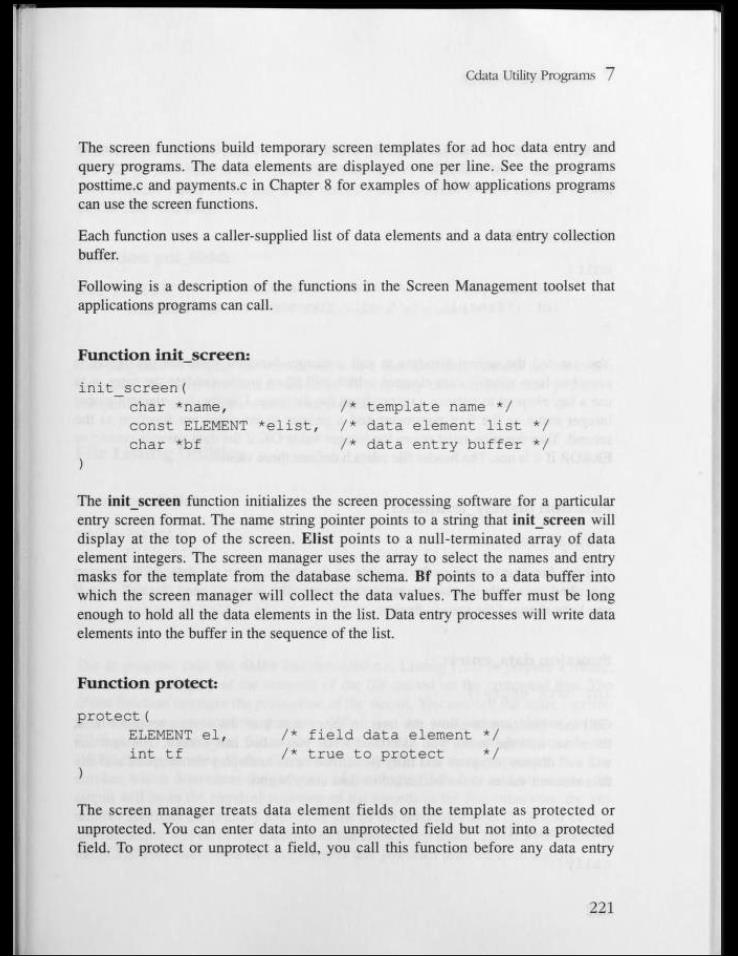 Cdata Utility Programs 7
The screen functions build temporary screen templates for ad hoc data entry and
query programs. The data elements are displayed one per line. See the programs
posttime.c and payments.c in Chapter 8 for examples of how applications programs
can use the screen functions.
Each function uses a caller-supplied list of data elements and a data entry collection
buffer.
Following is a description of the functions in the Screen Management toolset that
applications programs can call.
Function init_screen:
init_screen(
char *name, /* template name */
const ELEMENT *elist, /* data element list */
char *bf /* data entry buffer */
)
The init_screen function initializes the screen processing software for a particular
entry screen format. The name string pointer points to a string that init_screen will
display at the top of the screen. Elist points to a null-terminated array of data
element integers. The screen manager uses the array to select the names and entry
masks for the template from the database schema. Bf points to a data buffer into
which the screen manager will collect the data values. The buffer must be long
enough to hold all the data elements in the list. Data entry processes will write data
elements into the buffer in the sequence of the list.
Function protect:
protect(
ELEMENT el, /* field data element */
int tf /* true to protect */
)
The screen manager treats data element fields on the template as protected or
unprotected. You can enter data into an unprotected field but not into a protected
field. To protect or unprotect a field, you call this function before any data entry
221